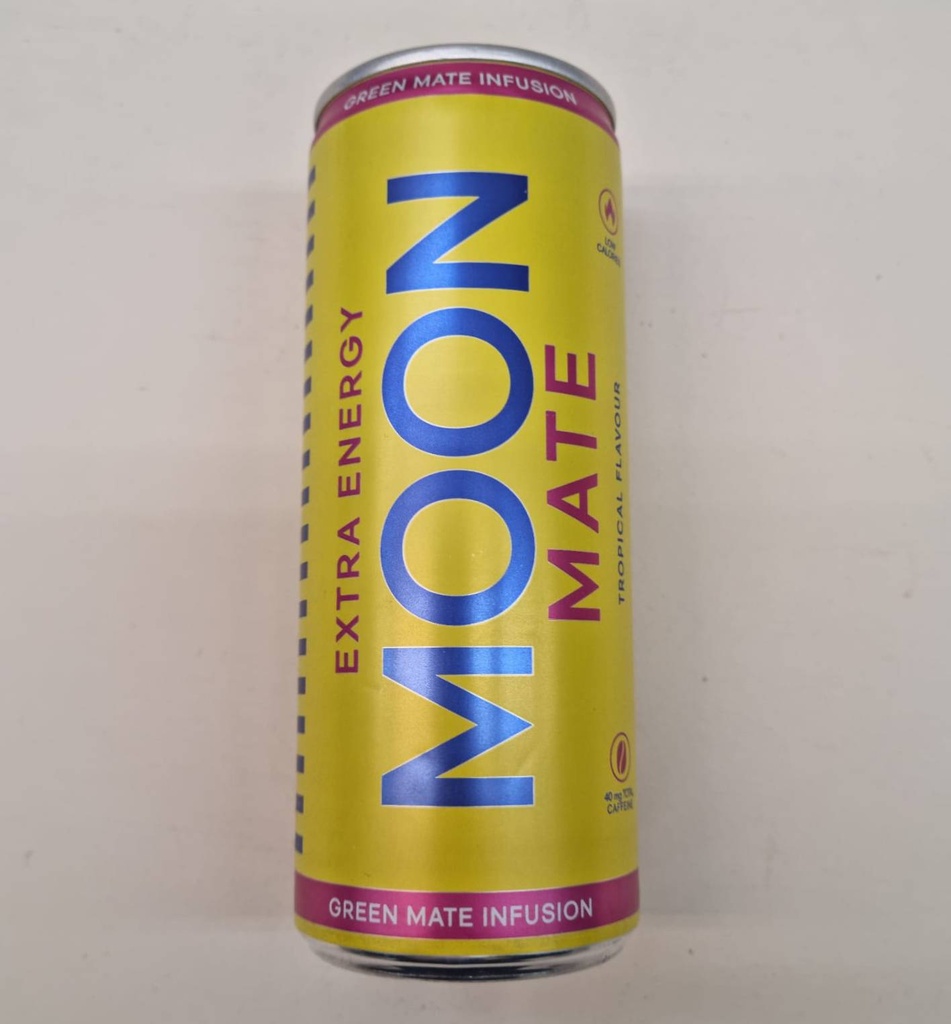 GREEN MATE INFUSION
EXTRA ENERGY
MOON
MATE
TROPICAL FLAVOUR
LOW
CALORIES
40 mg TOTAL
CAFFEINE
GREEN MATE INFUSION